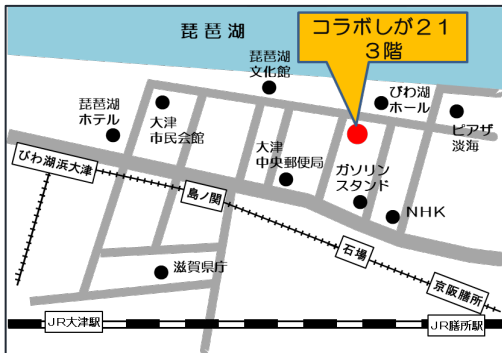 琵琶湖
コラボしが２１
３階
琵琶湖
文化館
びわ湖
ホール
琵琶湖
ホテル
大津
市民会館
ピアザ
淡海
びわ湖浜大津
島ノ関
大津
中央郵便局
ガソリン
スタンド
NHK
滋賀県庁
石場
京阪膳所
JR大津駅
JR膳所駅